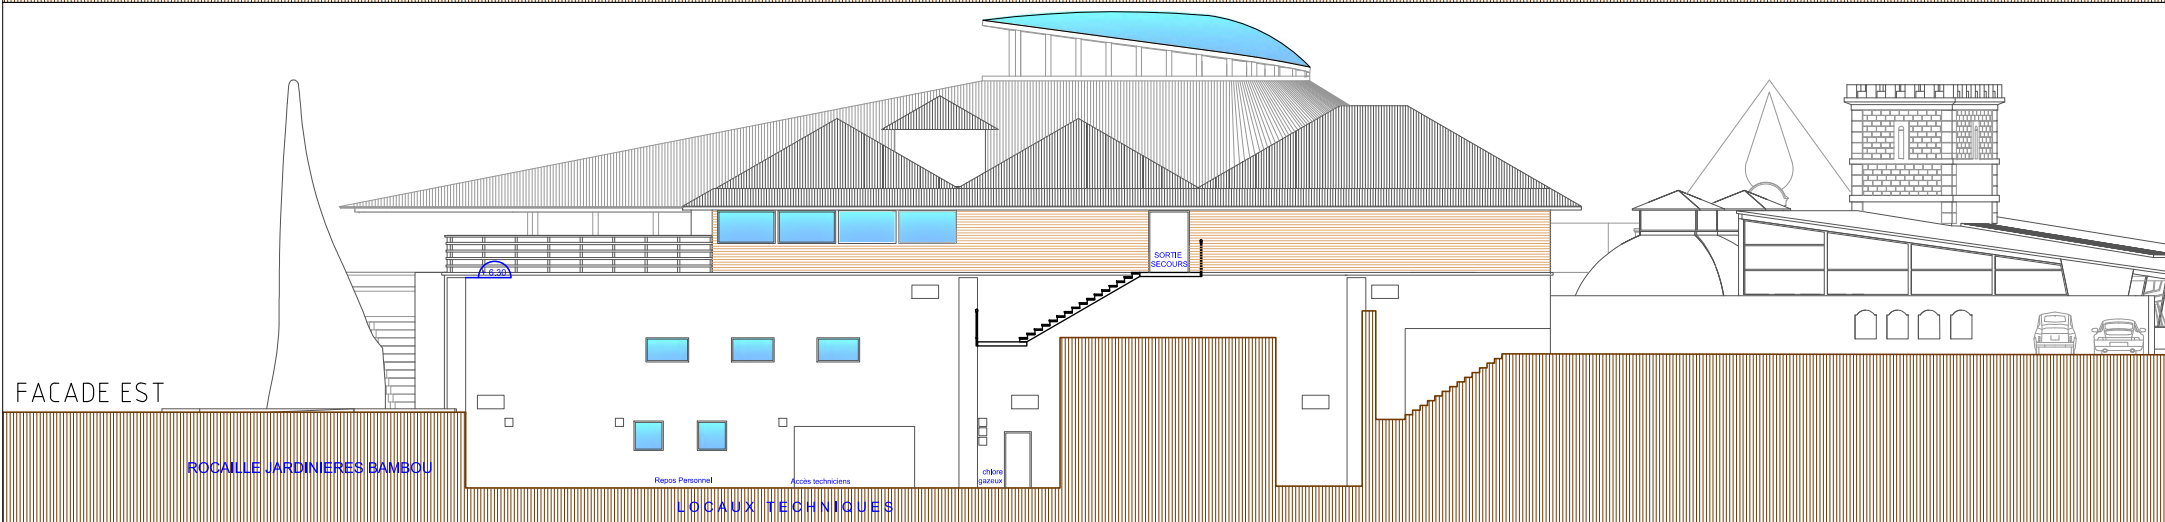 SORTIE
SECOURS
6.30
FACADE EST
ROCAILLE JARDINIERES BAMBOU
Repos Personnel
Accès techniciens
chlore
gazeux
LOCAUX TECHNIQUES